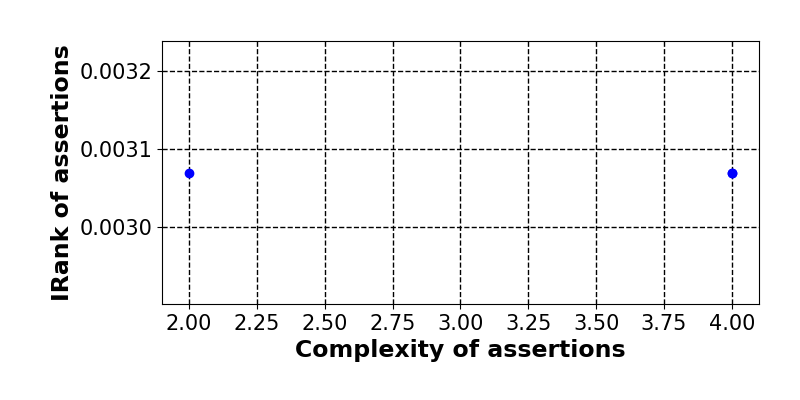 IRank of assertions
0.0032
0.0031
0.0030
2.00 2.25 2.50 2.75 3.00 3.25 3.50 3.75 4.00
Complexity of assertions